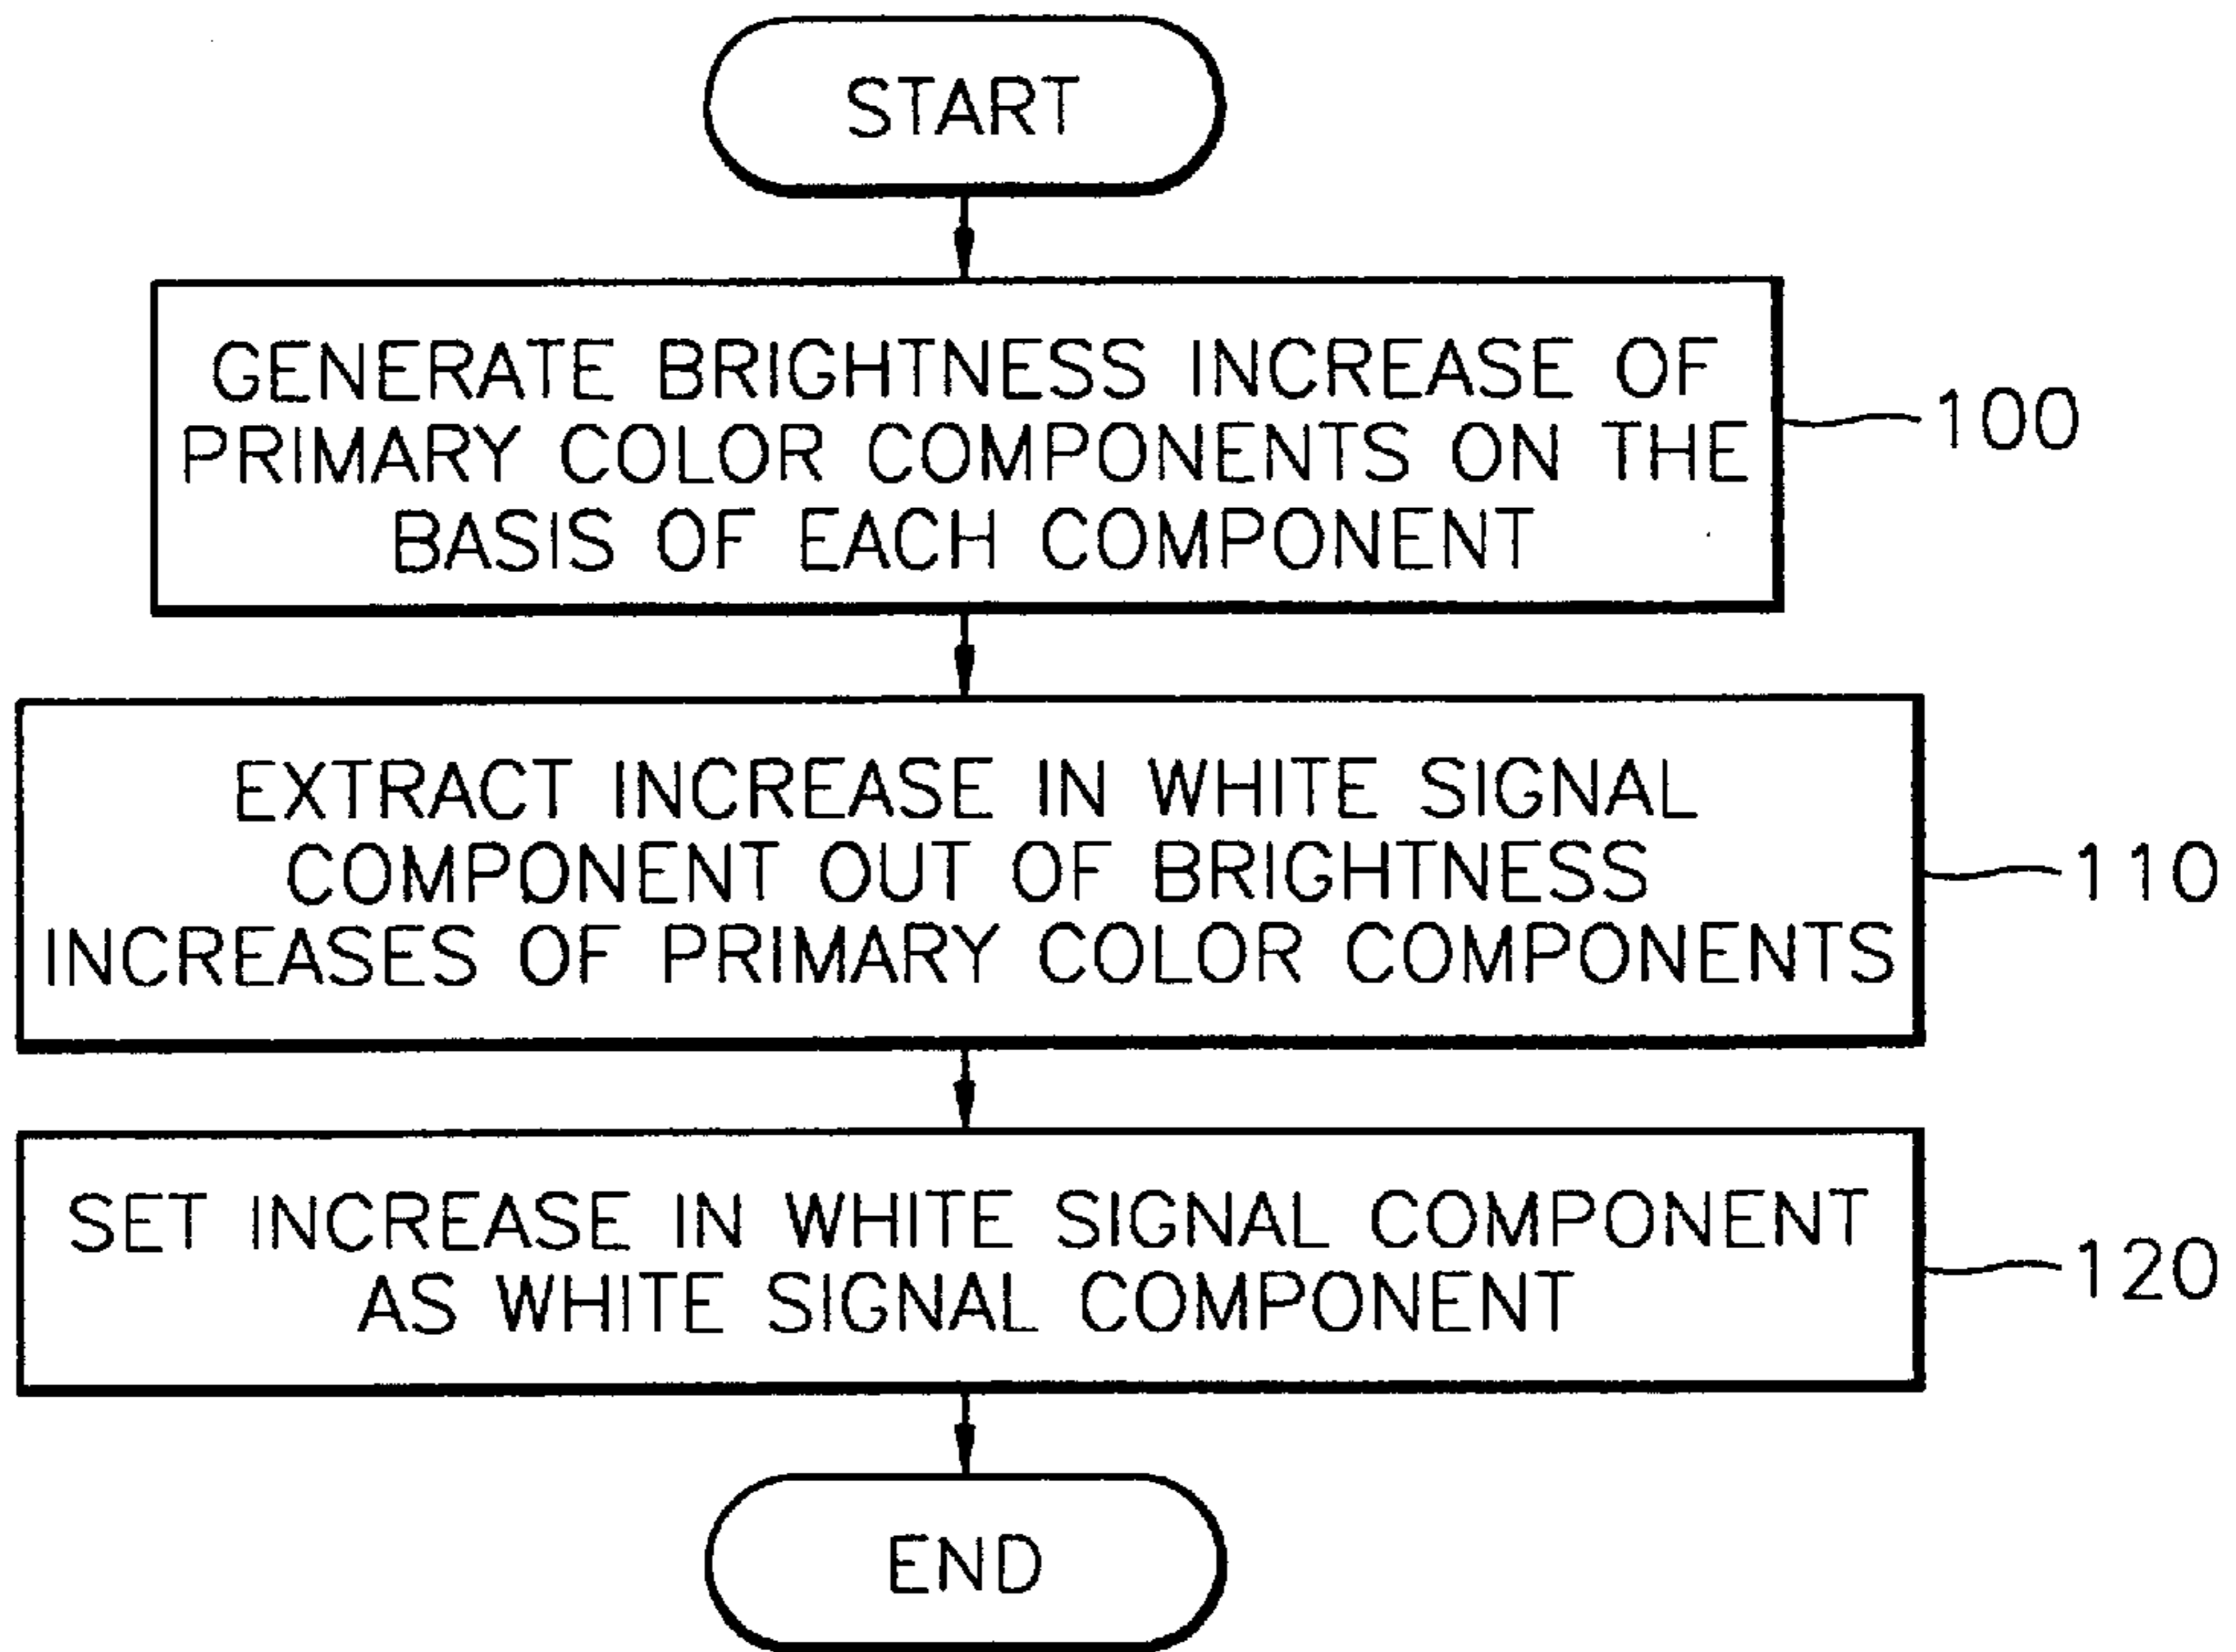 START
GENERATE BRIGHTNESS INCREASE OF
PRIMARY COLOR COMPONENTS ON THE
BASIS OF EACH COMPONENT
100
EXTRACT INCREASE IN WHITE SIGNAL
COMPONENT OUT OF BRIGHTNESS
INCREASES OF PRIMARY COLOR COMPONENTS
110
SET INCREASE IN WHITE SIGNAL COMPONENT
AS WHITE SIGNAL COMPONENT
120
END